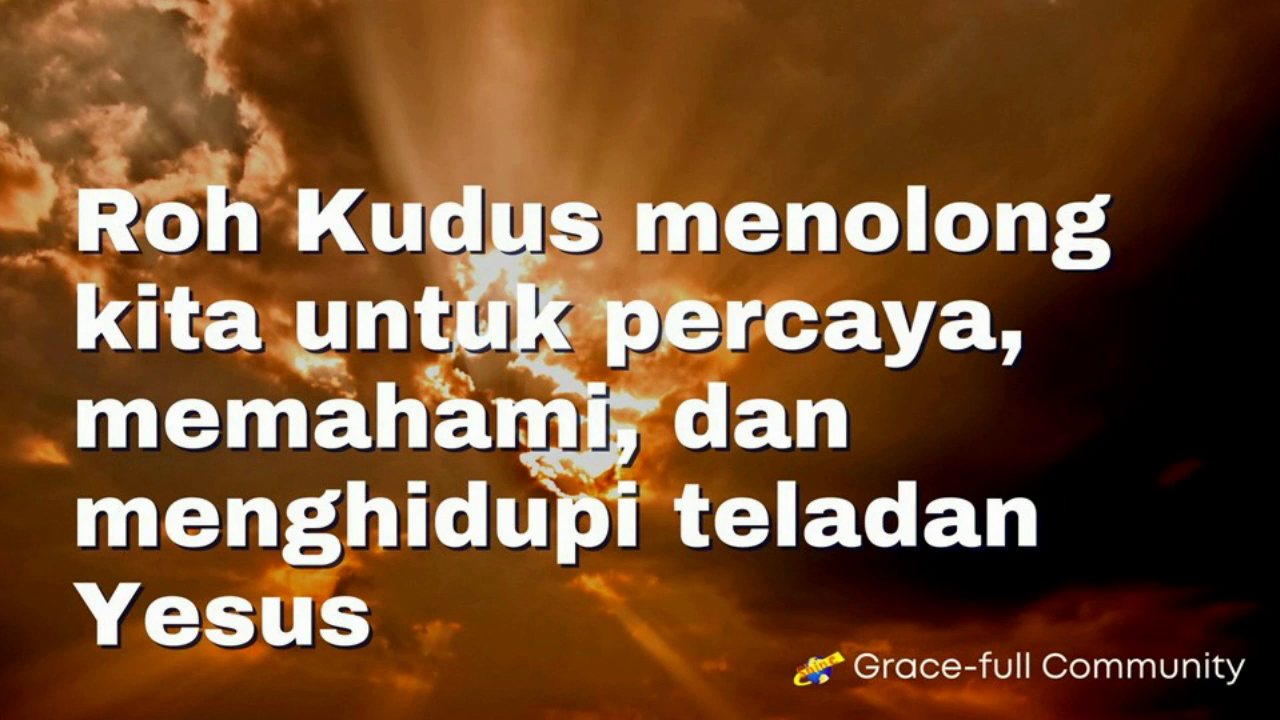 Roh Kudus menolong
kita untuk percaya,
memahami, dan
menghidupi teladan
Yesus
Grace-full Community